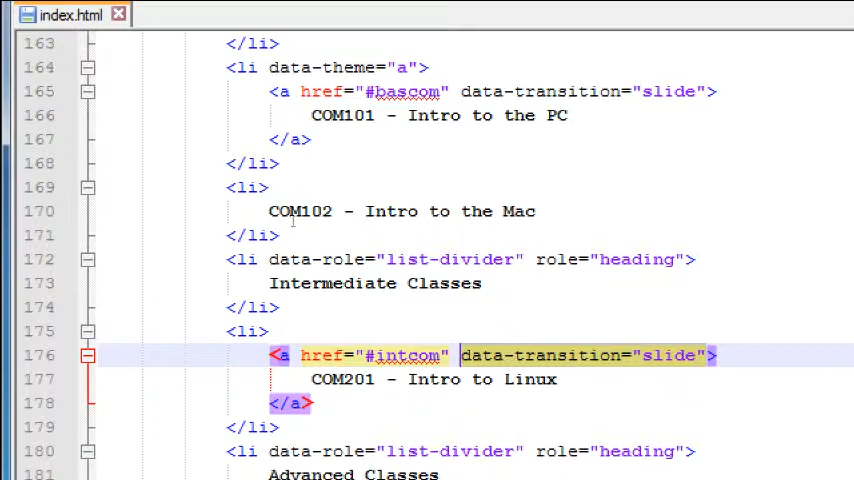 index.html
163 </li>
164 <li data-theme="a">
165 <a href="#bascom" data-transition="slide">
166 COM101 - Intro to the PC
167 </a>
168 </li>
169 <li>
170 COM102 - Intro to the Mac
171 </li>
172 <li data-role="list-divider" role="heading">
173 Intermediate Classes
174 </li>
175 <li>
176 <a href="#intcom" data-transition="slide">
177 COM201 - Intro to Linux
178 </a>
179 </li>
180 <li data-role="list-divider" role="heading">
181 Advanced Classes